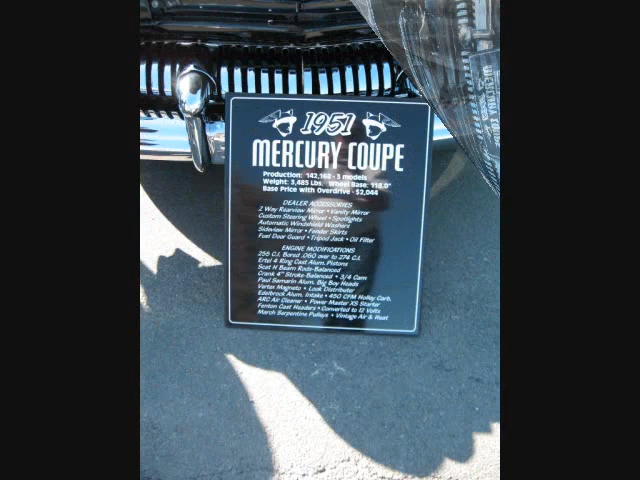 1951
MERCURY COUPE
Production: 142,168 - 3 models
Weight: 3,485 Lbs. Wheel Base: 118.0"
Base Price with Overdrive - $2,044
DEALER ACCESSORIES
2 Way Rearview Mirror • Vanity Mirror
Custom Steering Wheel • Spotlights
Automatic Windshield Washers
Sideview Mirror • Fender Skirts
Fuel Door Guard • Tripod Jack • Oil Filter
ENGINE MODIFICATIONS
255 C.I. Bored .060 over to 274 C.I.
Ertel 4 Ring Cast Alum. Pistons
Scat H Beam Rods-Balanced
Crank 4" Stroke-Balanced • 3/4 Cam
Paul Samarin Alum. Big Boy Heads
Vertex Magneto • Look Distributer
Edelbrock Alum. Intake • 450 CFM Holley Carb.
ARC Air Cleaner • Power Master XS Starter
Fenton Cast Headers • Converted to 12 Volts
March Serpentine Pulleys • Vintage Air & Heat